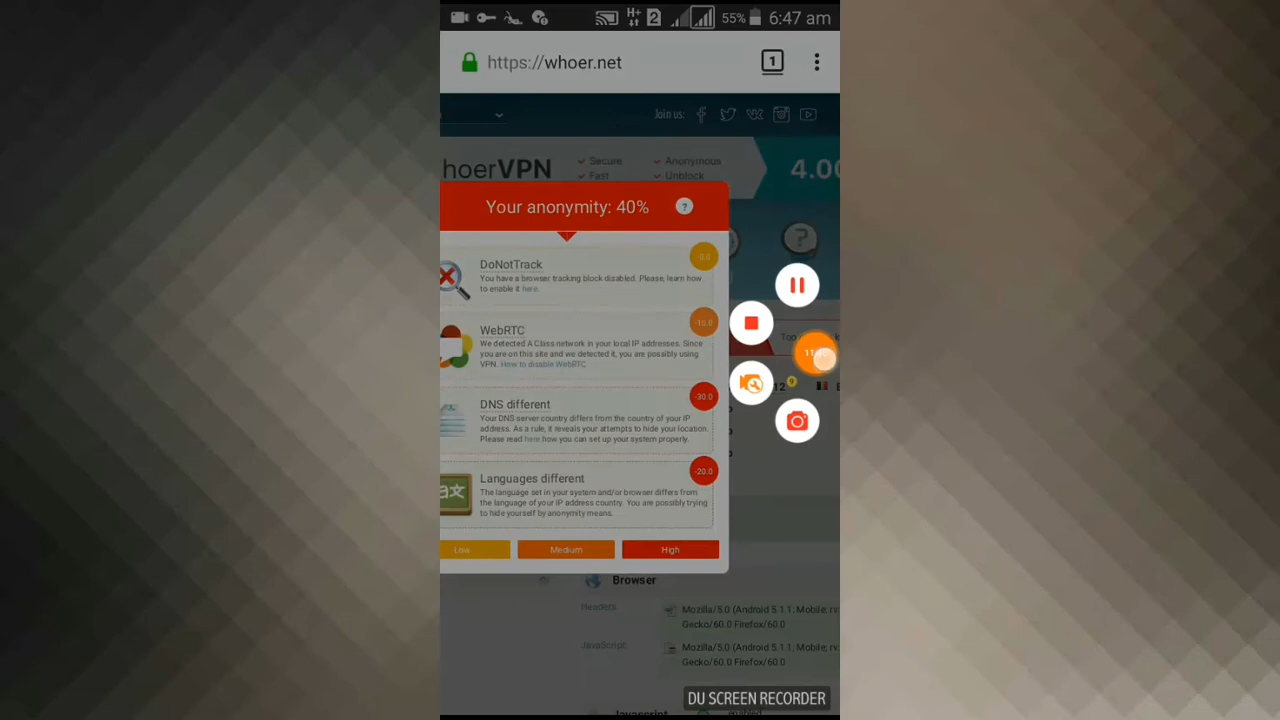 H+ 2 55% 6:47 am
https://whoer.net 1
Join us:
hoerVPN
Secure Anonymous
Fast Unblock
4.00
Your anonymity: 40% ?
DoNotTrack
You have a browser tracking block disabled. Please, learn how
to enable it here.
WebRTC
-10.0
We detected A Class network in your local IP addresses. Since
you are on this site and we detected it, you are possibly using
VPN. How to disable WebRTC
DNS different
-30.0
Your DNS server country differs from the country of your IP
address. As a rule, it reveals your attempts to hide your location.
Please read here how you can set up your system properly.
Languages different
-20.0
The language set in your system and/or browser differs from
the language of your IP address country. You are possibly trying
to hide yourself by anonymity means.
Low Medium High
Browser
Headers:
Mozilla/5.0 (Android 5.1.1; Mobile; rv
Gecko/60.0 Firefox/60.0
JavaScript:
Mozilla/5.0 (Android 5.1.1; Mobile; rv
Gecko/60.0 Firefox/60.0
DU SCREEN RECORDER
Javascript enabled